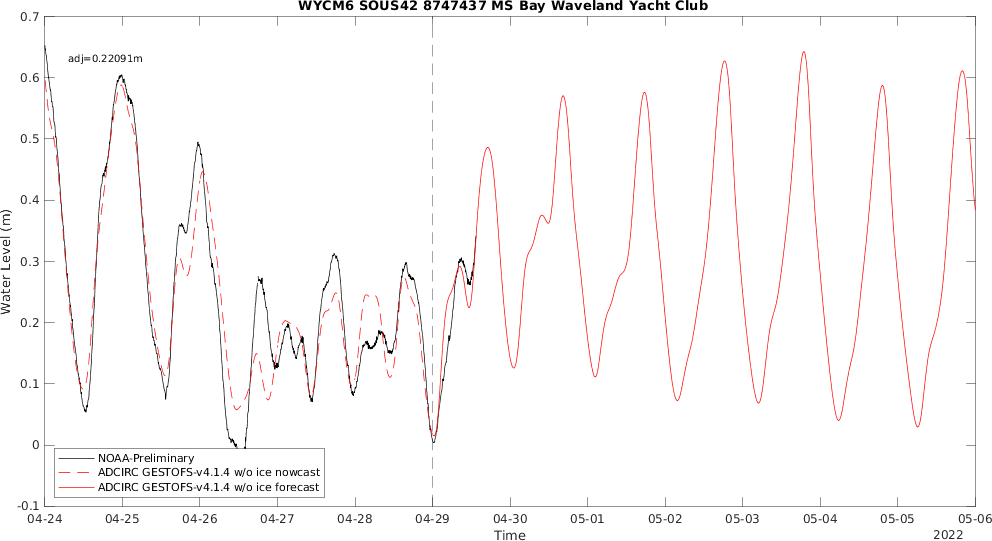 WYCM6 SOUS42 8747437 MS Bay Waveland Yacht Club
adj=0.22091m
Water Level (m)
0.7
0.6
0.5
0.4
0.3
0.2
0.1
0
-0.1
NOAA-Preliminary
ADCIRC GESTOFS-v4.1.4 w/o ice nowcast
ADCIRC GESTOFS-v4.1.4 w/o ice forecast
04-24 04-25 04-26 04-27 04-28 04-29 04-30 05-01 05-02 05-03 05-04 05-05 05-06
Time
2022